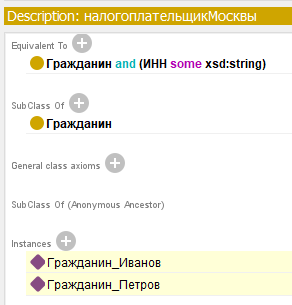 Description: налогоплательщикМосквы
Equivalent To
Гражданин and (ИНН some xsd:string)
SubClass Of
Гражданин
General class axioms
SubClass Of (Anonymous Ancestor)
Instances
Гражданин_Иванов
Гражданин_Петров